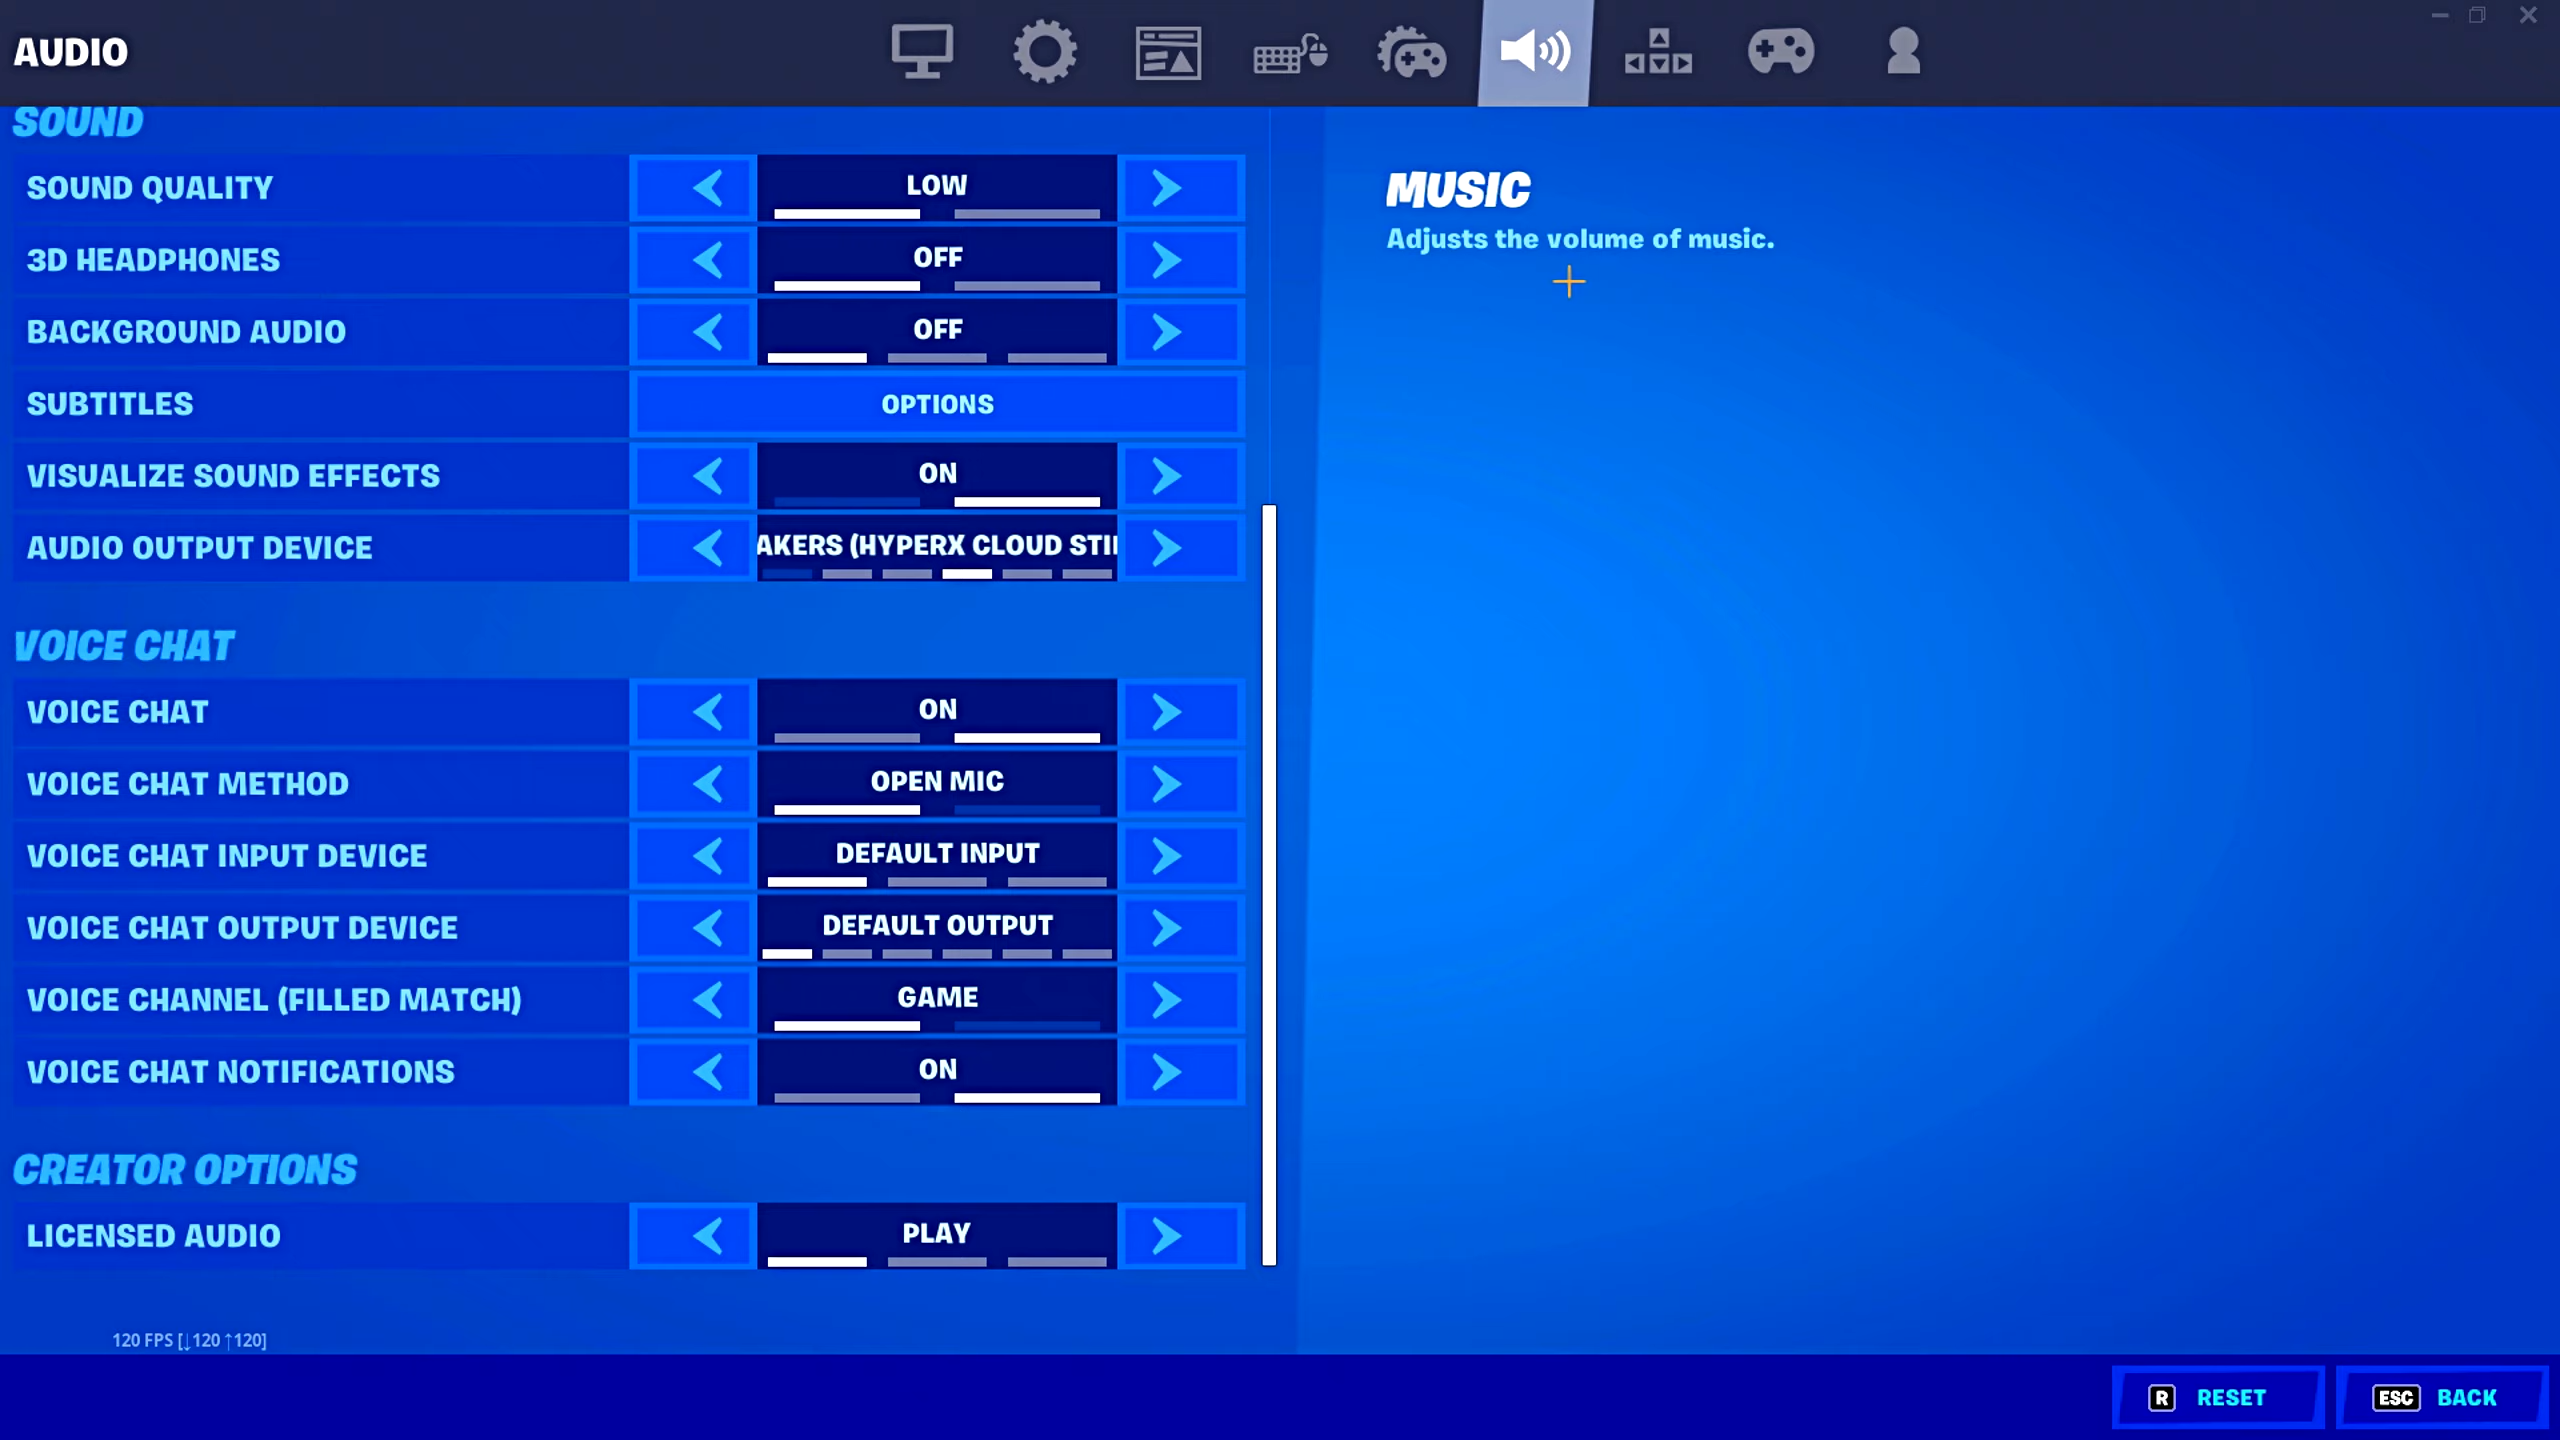 AUDIO
SOUND
SOUND QUALITY
LOW
3D HEADPHONES
OFF
BACKGROUND AUDIO
OFF
SUBTITLES
OPTIONS
VISUALIZE SOUND EFFECTS
ON
AUDIO OUTPUT DEVICE
AKERS (HYPERX CLOUD STI
VOICE CHAT
VOICE CHAT
ON
VOICE CHAT METHOD
OPEN MIC
VOICE CHAT INPUT DEVICE
DEFAULT INPUT
VOICE CHAT OUTPUT DEVICE
DEFAULT OUTPUT
VOICE CHANNEL (FILLED MATCH)
GAME
VOICE CHAT NOTIFICATIONS
ON
CREATOR OPTIONS
LICENSED AUDIO
PLAY
MUSIC
Adjusts the volume of music.
120 FPS [↓120 ↑120]
R RESET
ESC BACK